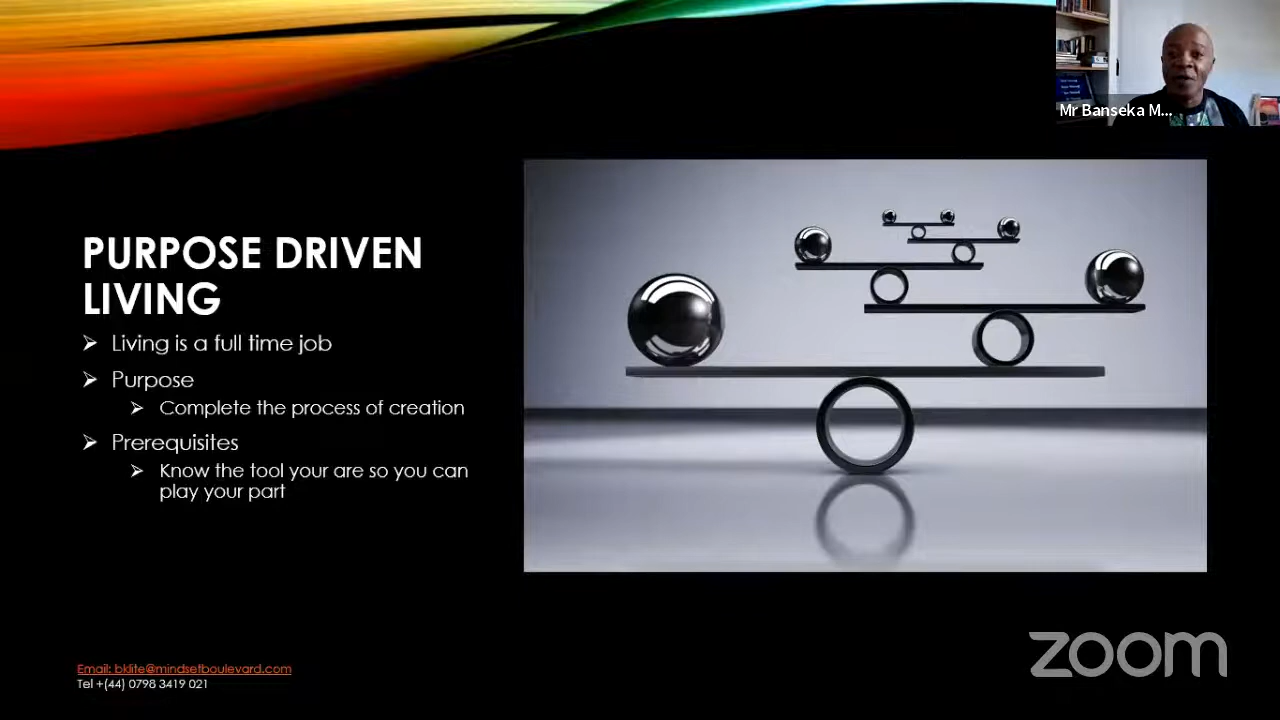 Mr Banseka M...
PURPOSE DRIVEN
LIVING
Living is a full time job
Purpose
Complete the process of creation
Prerequisites
Know the tool your are so you can
play your part
Email: bklite@mindsetboulevard.com
Tel +(44) 0798 3419 021
zoom